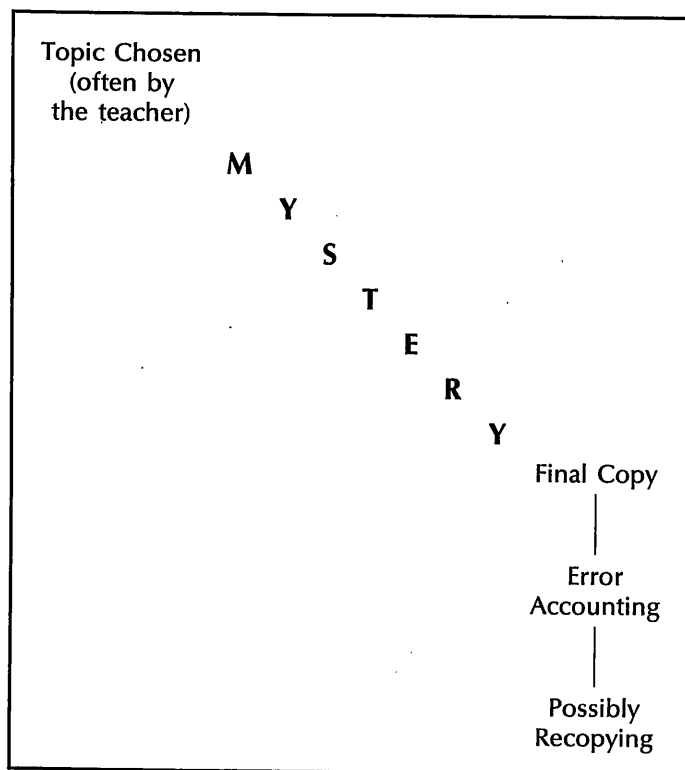 Topic Chosen
(often by
the teacher)
M
Y
S
T
E
R
Y
Final Copy
Error
Accounting
Possibly
Recopying